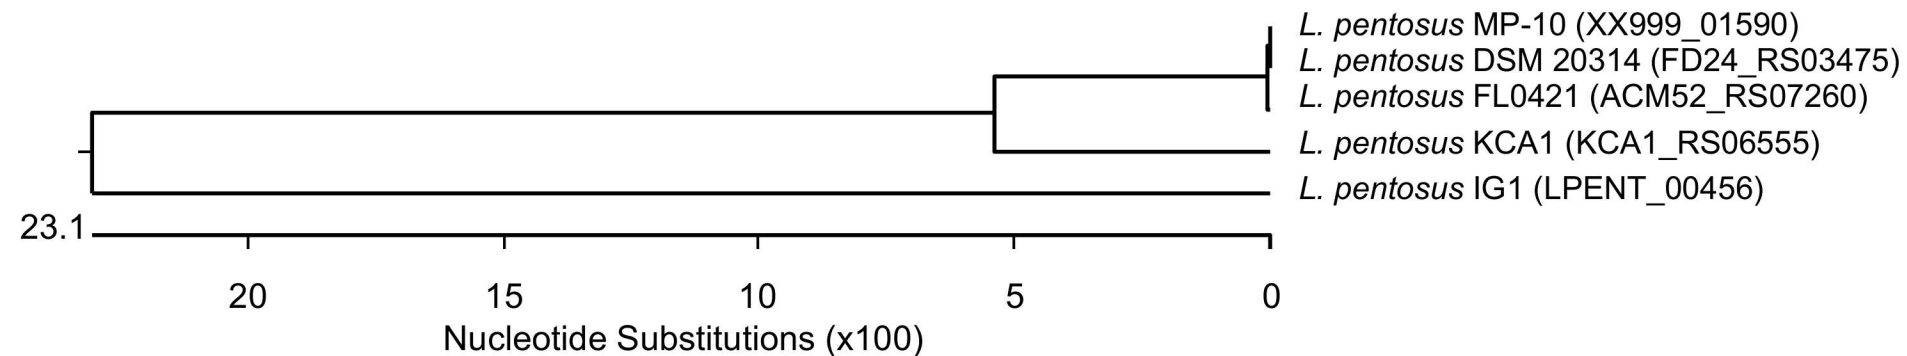 L. pentosus MP-10 (XX999_01590)
L. pentosus DSM 20314 (FD24_RS03475)
L. pentosus FL0421 (ACM52_RS07260)
L. pentosus KCA1 (KCA1_RS06555)
L. pentosus IG1 (LPENT_00456)
23.1
20 15 10 5 0
Nucleotide Substitutions (x100)